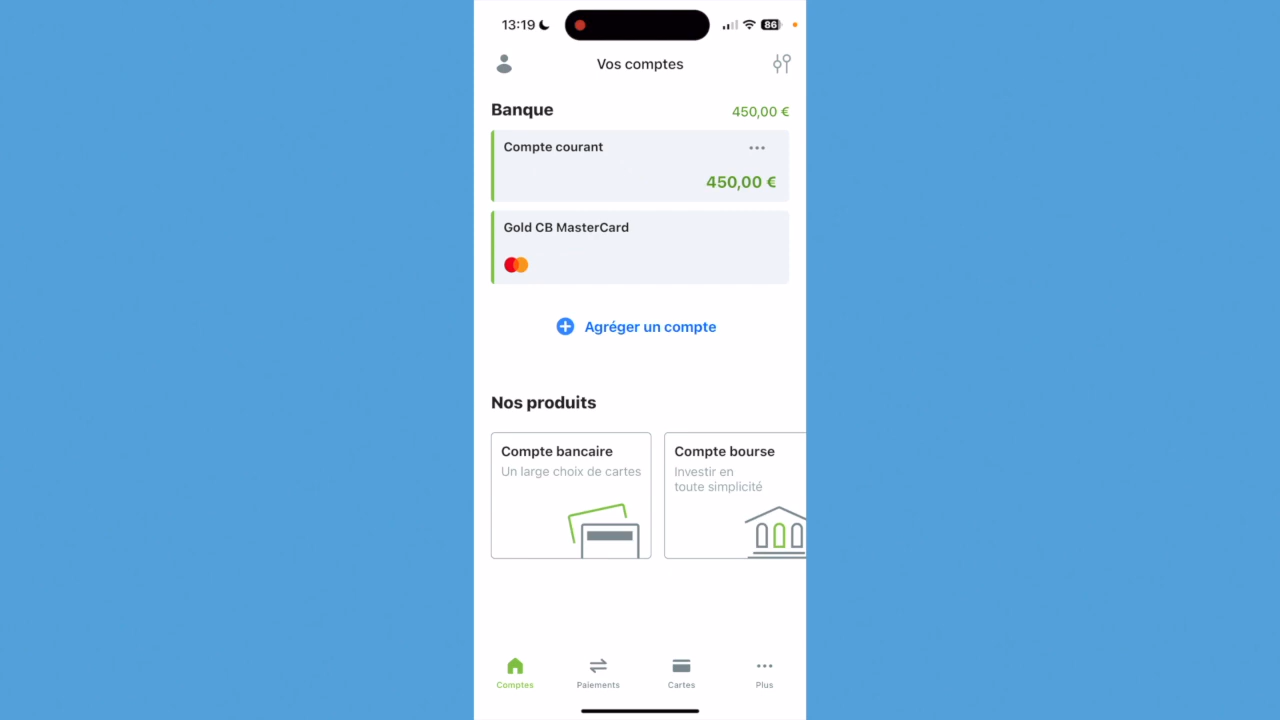 13:19
86
Vos comptes
Banque
450,00 €
Compte courant
450,00 €
Gold CB MasterCard
Agréger un compte
Nos produits
Compte bancaire
Un large choix de cartes
Compte bourse
Investir en
toute simplicité
Comptes
Paiements
Cartes
Plus